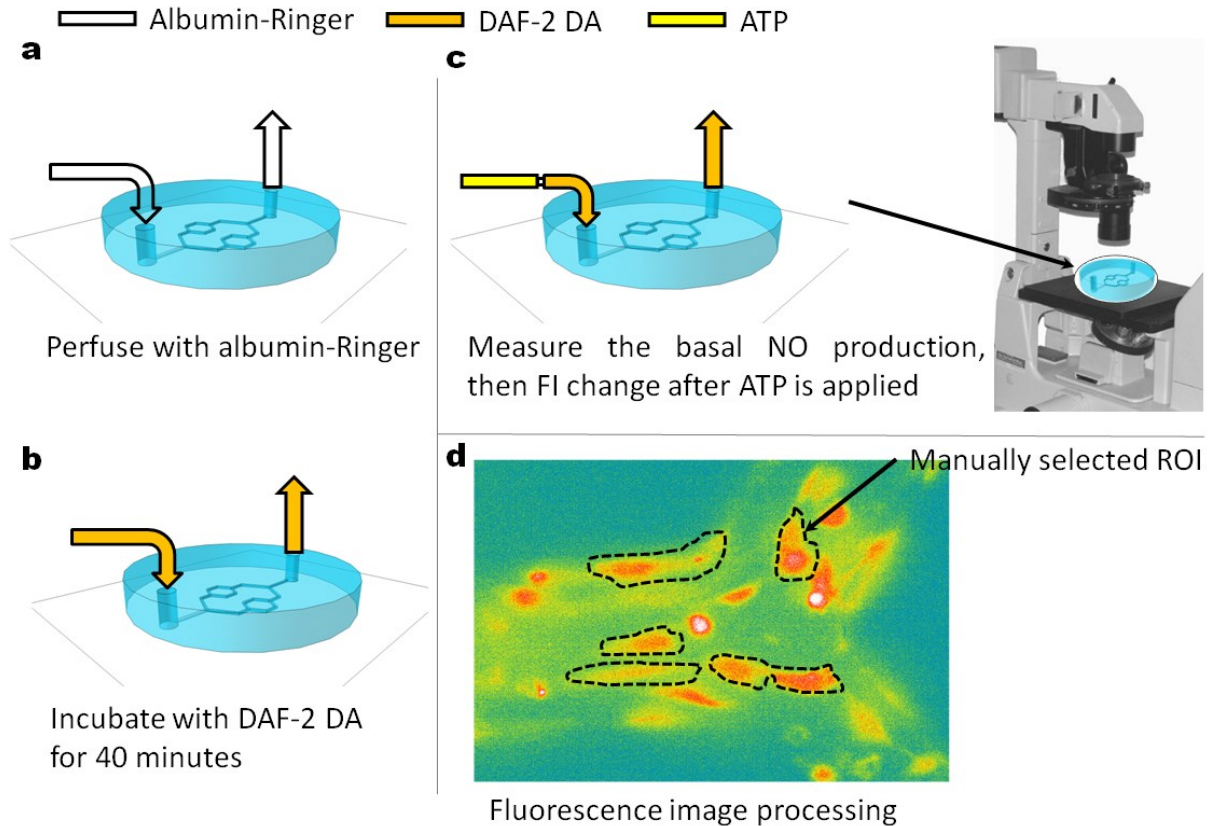 Albumin-Ringer
DAF-2 DA
ATP
a
Perfuse with albumin-Ringer
b
Incubate with DAF-2 DA
for 40 minutes
c
Measure the basal NO production,
then FI change after ATP is applied
d
Manually selected ROI
Fluorescence image processing